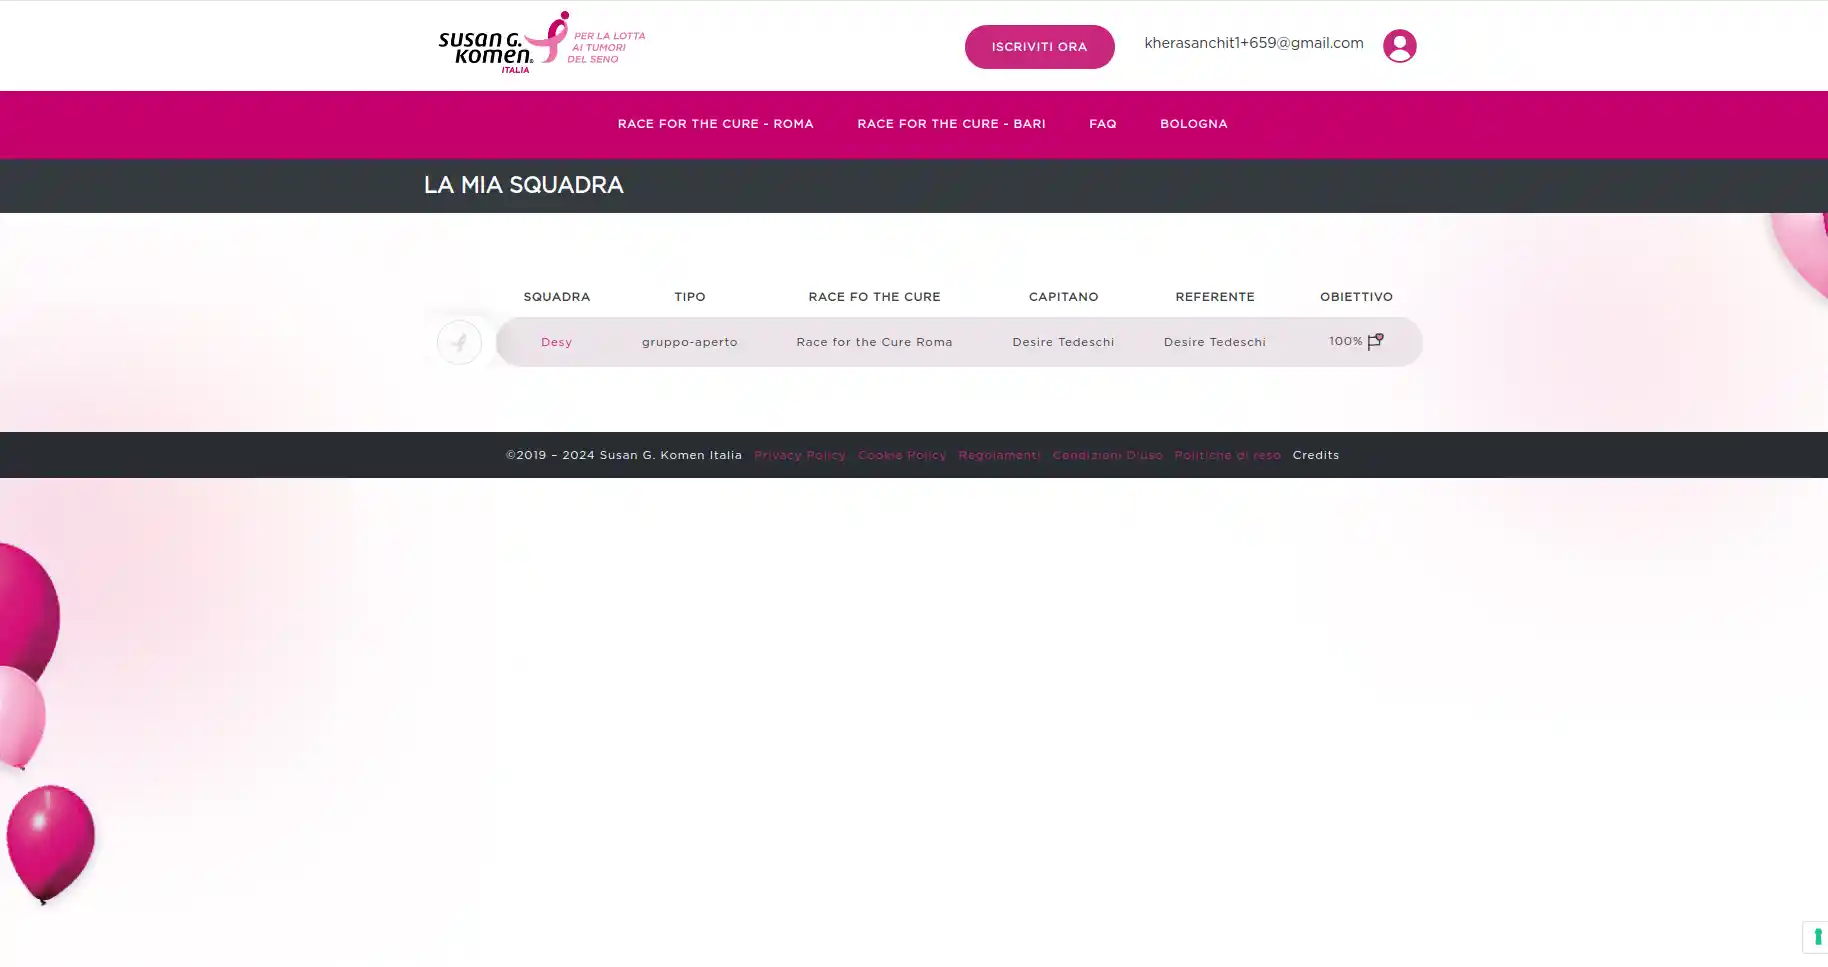 susan G. Komen® ITALIA
PER LA LOTTA
AI TUMORI
DEL SENO
ISCRIVITI ORA
kherasanchit1+659@gmail.com
RACE FOR THE CURE - ROMA RACE FOR THE CURE - BARI FAQ BOLOGNA
LA MIA SQUADRA
SQUADRA TIPO RACE FO THE CURE CAPITANO REFERENTE OBIETTIVO
Desy gruppo-aperto Race for the Cure Roma Desire Tedeschi Desire Tedeschi 100%
©2019 – 2024 Susan G. Komen Italia Privacy Policy Cookie Policy Regolamenti Condizioni D'uso Politiche di reso Credits